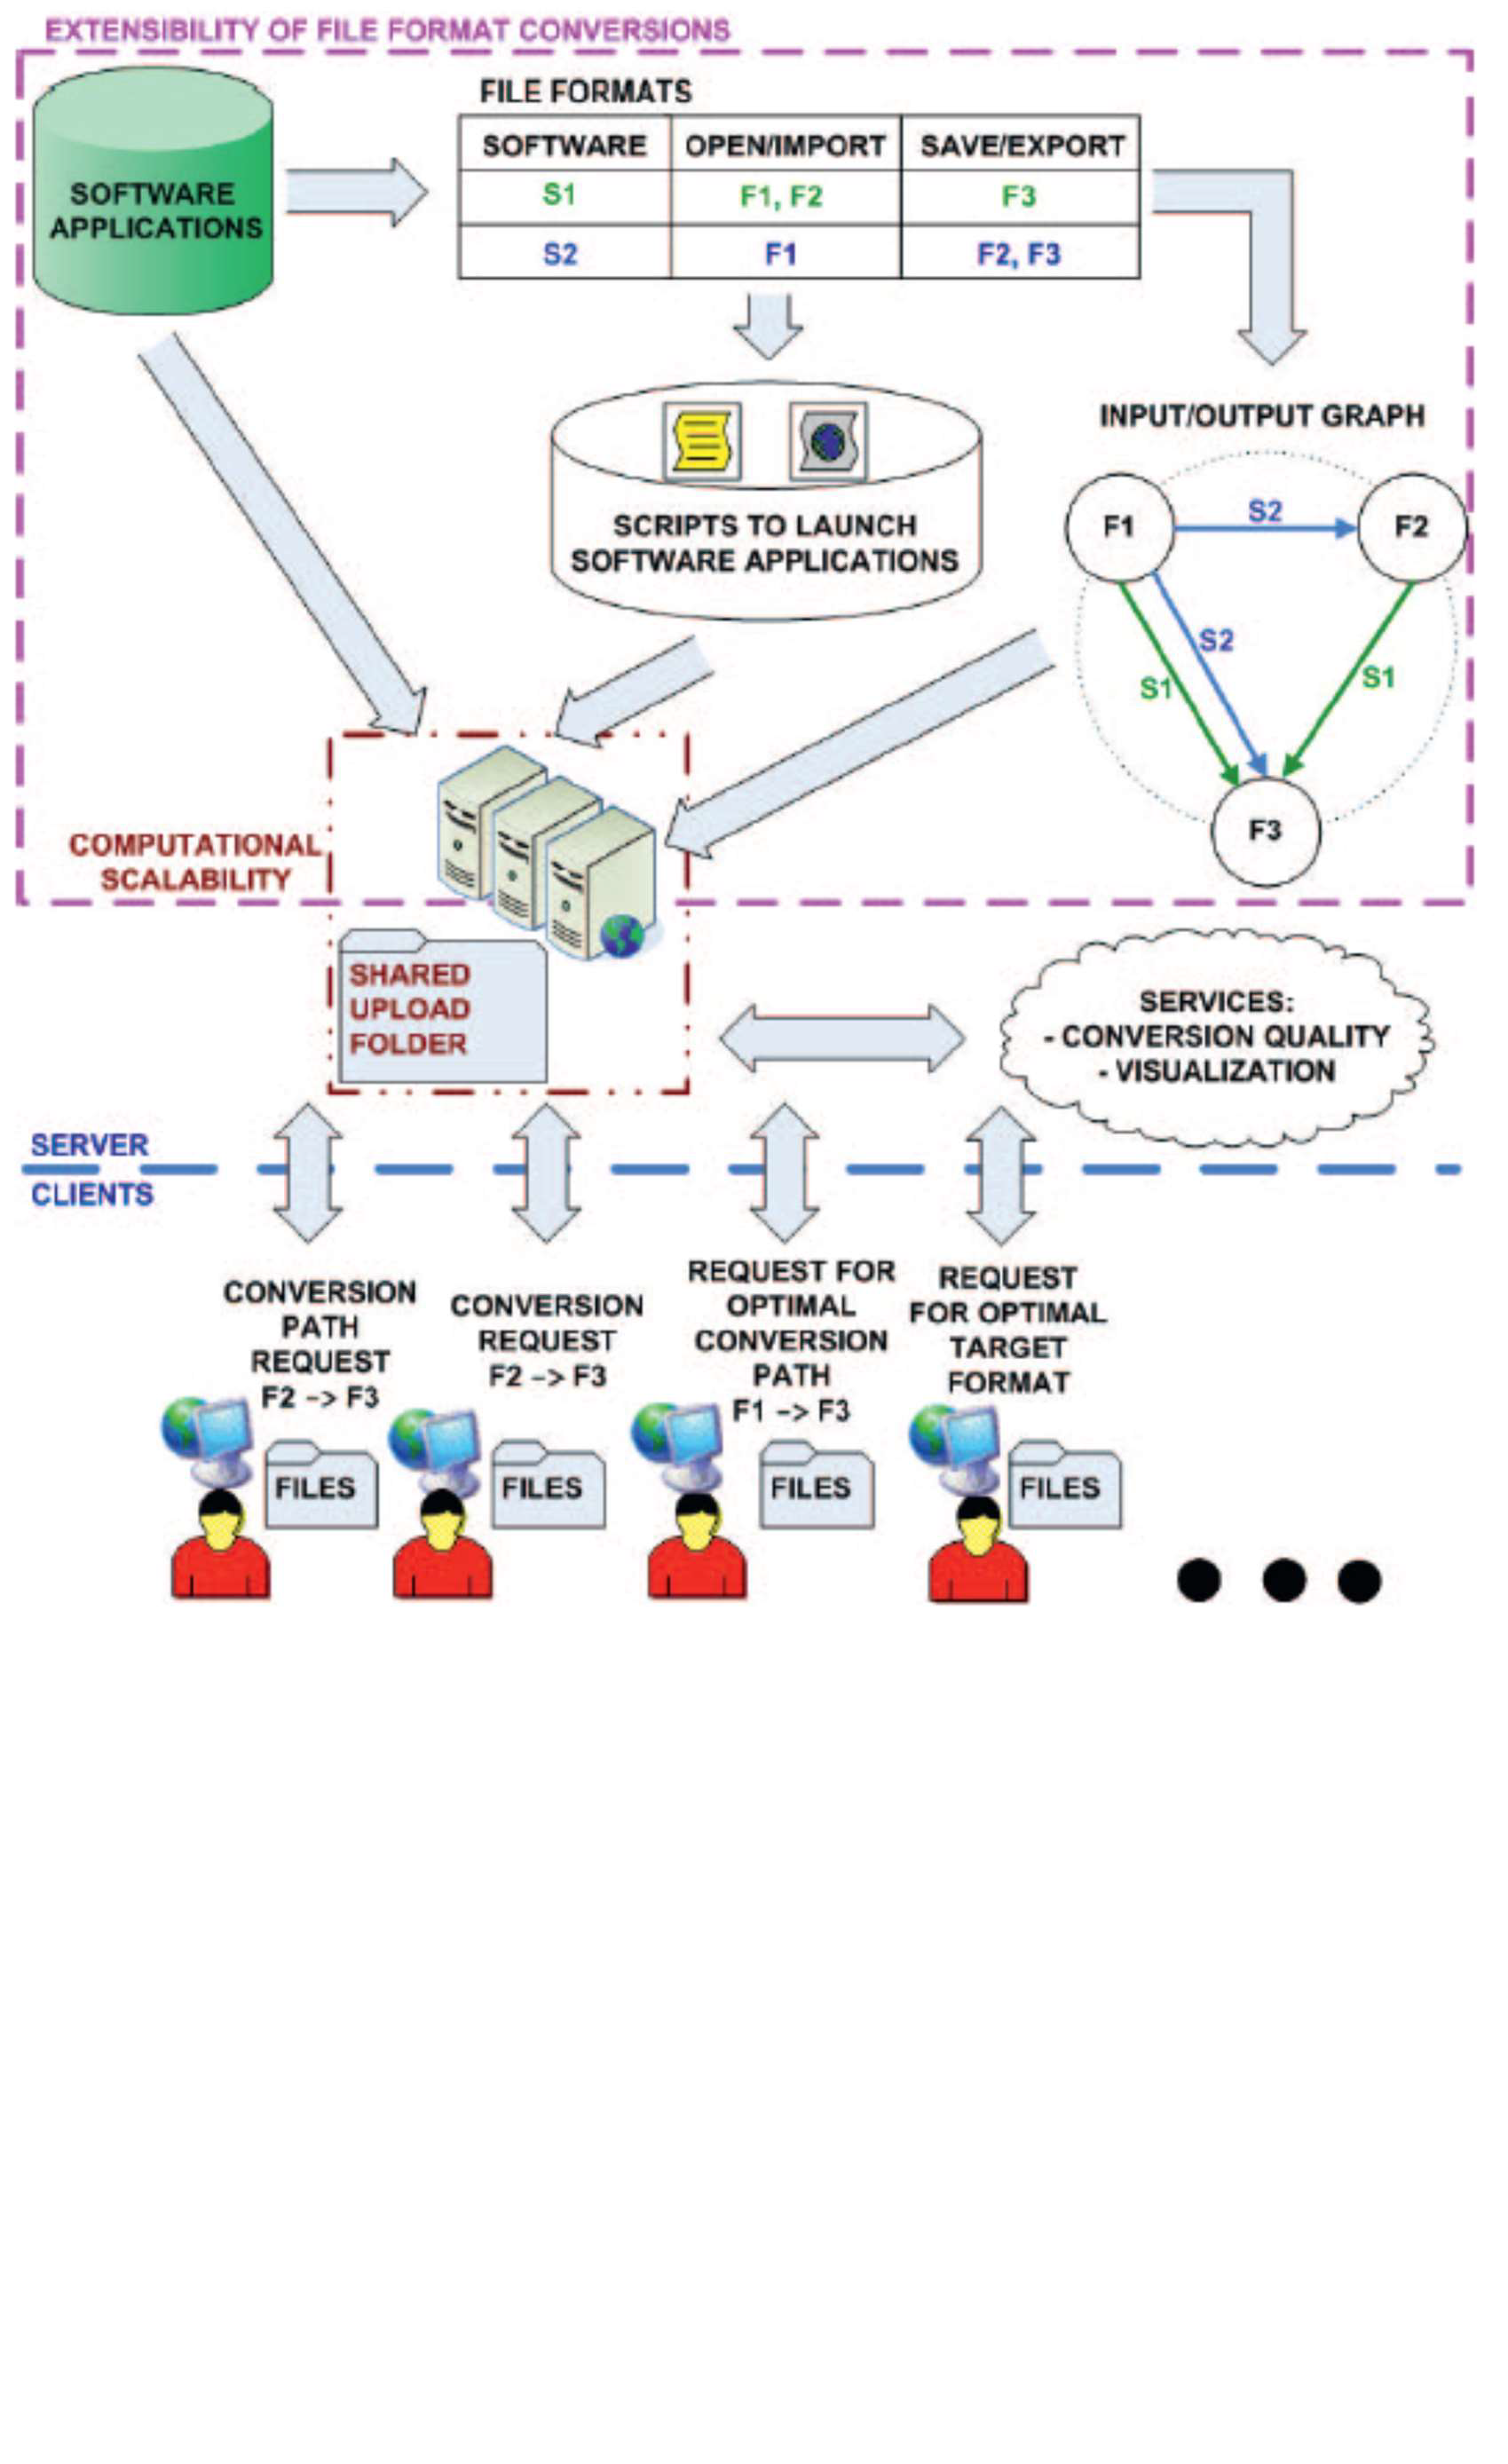 EXTENSIBILITY OF FILE FORMAT CONVERSIONS
SOFTWARE
APPLICATIONS
FILE FORMATS
SOFTWARE OPEN/IMPORT SAVE/EXPORT
S1 F1, F2 F3
S2 F1 F2, F3
SCRIPTS TO LAUNCH
SOFTWARE APPLICATIONS
INPUT/OUTPUT GRAPH
F1
S2
F2
S2
S1
S1
F3
COMPUTATIONAL
SCALABILITY
SHARED
UPLOAD
FOLDER
SERVICES:
- CONVERSION QUALITY
- VISUALIZATION
SERVER
CLIENTS
CONVERSION
PATH
REQUEST
F2 –> F3
CONVERSION
REQUEST
F2 –> F3
REQUEST FOR
OPTIMAL
CONVERSION
PATH
F1 –> F3
REQUEST
FOR OPTIMAL
TARGET
FORMAT
FILES
FILES
FILES
FILES